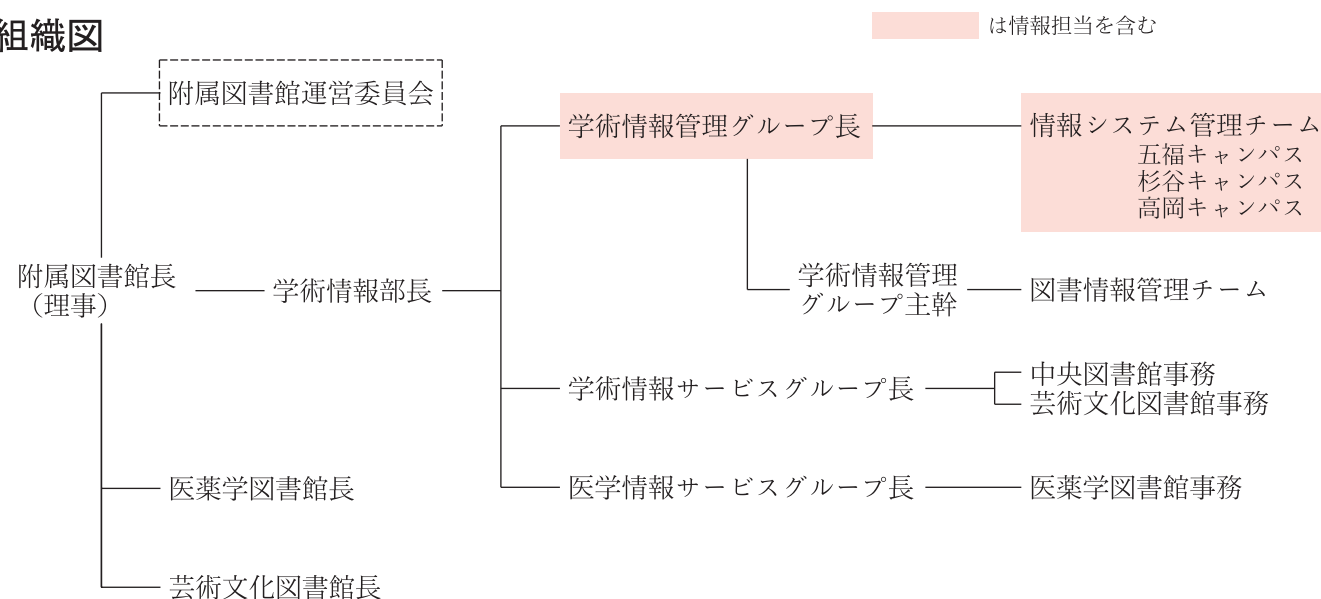 組織図
は情報担当を含む
附属図書館運営委員会
学術情報管理グループ長
情報システム管理チーム
五福キャンパス
杉谷キャンパス
高岡キャンパス
附属図書館長
（理事）
学術情報部長
学術情報管理
グループ主幹
図書情報管理チーム
学術情報サービスグループ長
中央図書館事務
芸術文化図書館事務
医薬学図書館長
医学情報サービスグループ長
医薬学図書館事務
芸術文化図書館長